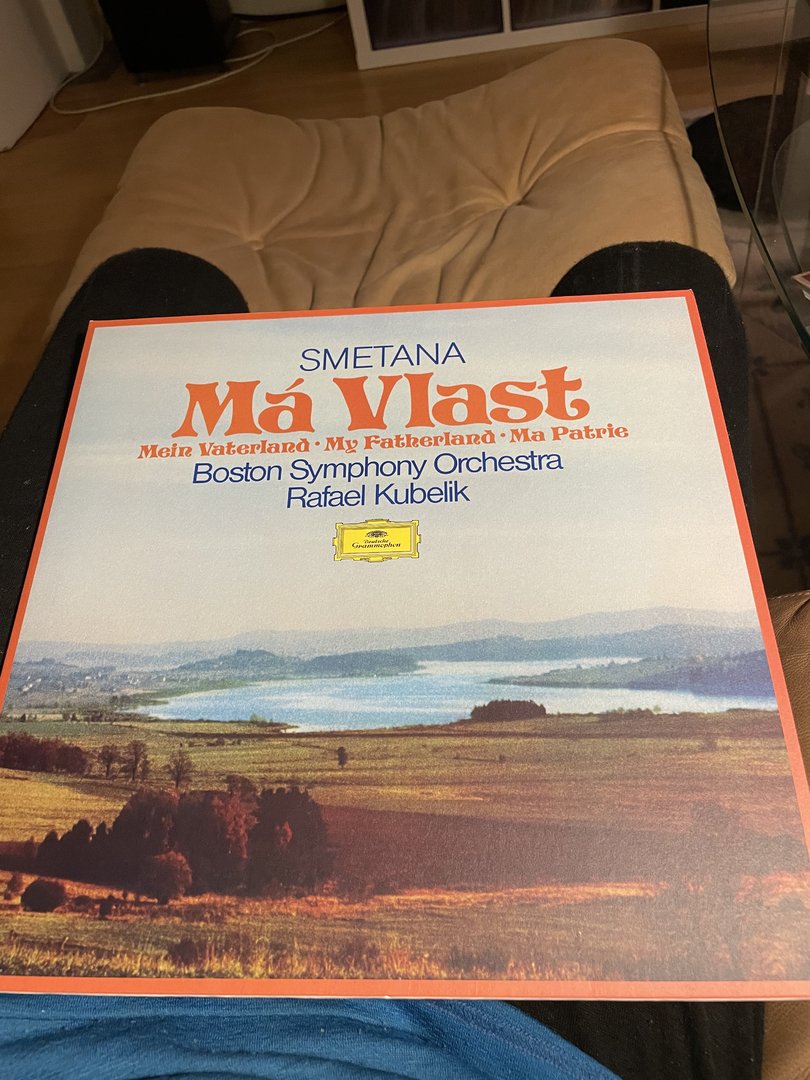 SMETANA
Má Vlast
Mein Vaterland • My Fatherland • Ma Patrie
Boston Symphony Orchestra
Rafael Kubelik
Deutsche
Grammophon